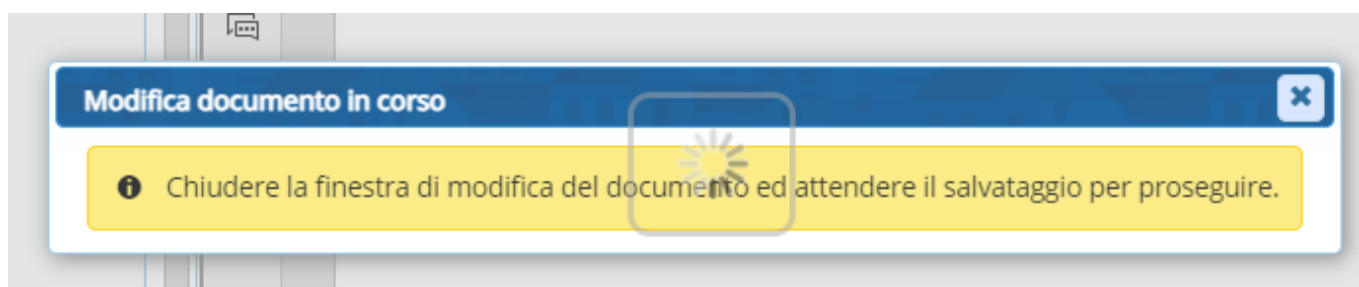 Modifica documento in corso
Chiudere la finestra di modifica del documento ed attendere il salvataggio per proseguire.